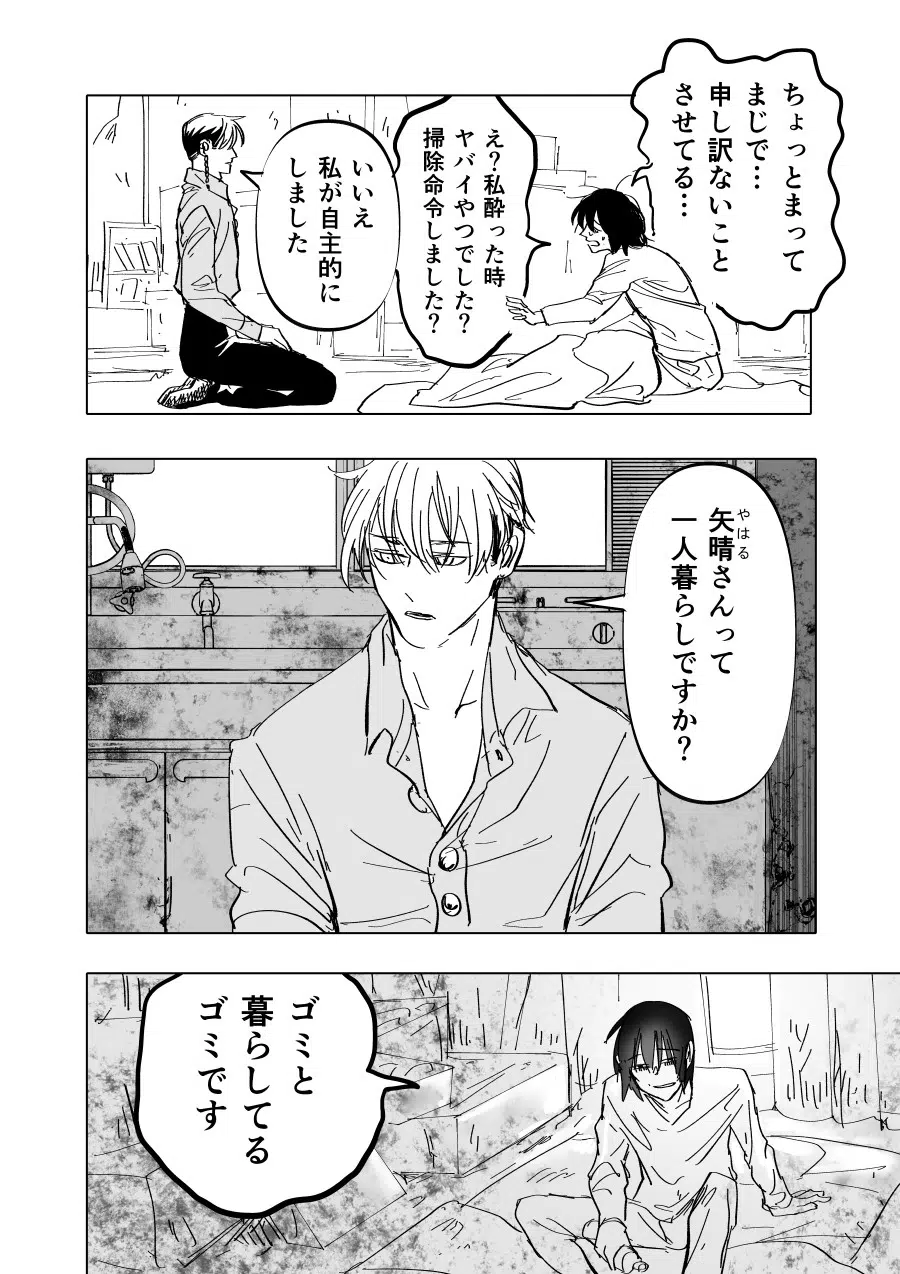 ちょっとまって
まじで…
申し訳ないこと
させてる…
え？私酔った時
ヤバイやつでした？
掃除命令しました？
いいえ
私が自主的に
しました
矢晴さんって
やはる
一人暮らしですか？
ゴミと
暮らしてる
ゴミです